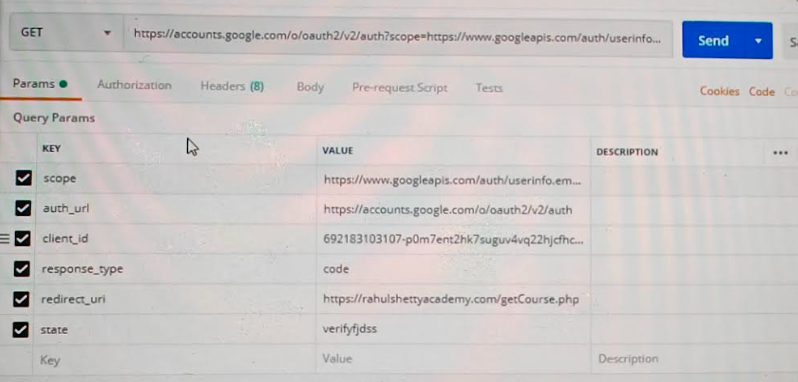 GET https://accounts.google.com/o/oauth2/v2/auth?scope=https://www.googleapis.com/auth/userinfo... Send S
Params Authorization Headers (8) Body Pre-request Script Tests Cookies Code Co
Query Params
KEY VALUE DESCRIPTION ...
scope https://www.googleapis.com/auth/userinfo.em...
auth_url https://accounts.google.com/o/oauth2/v2/auth
client_id 692183103107-p0m7ent2hk7suguv4vq22hjcfhc...
response_type code
redirect_uri https://rahulshettyacademy.com/getCourse.php
state verifyfjdss
Key Value Description